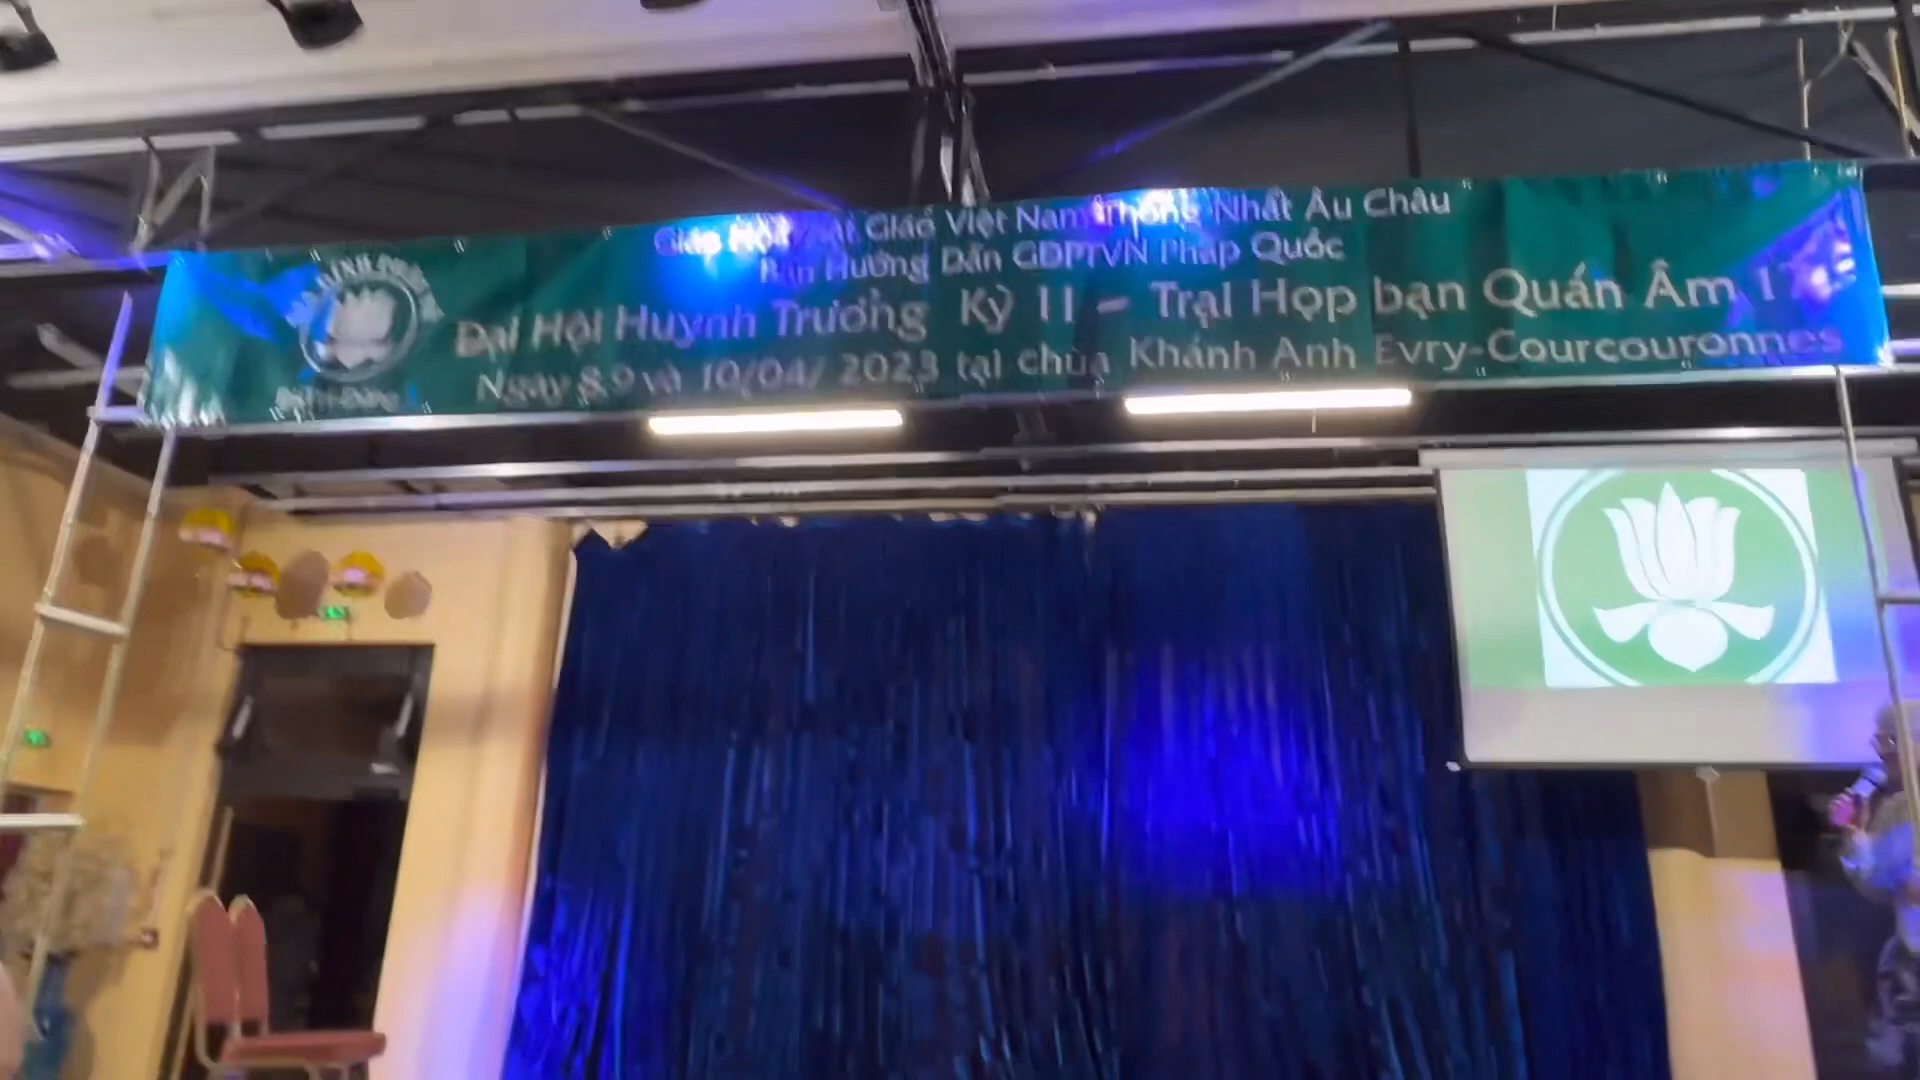 Giáo Hội Phật Giáo Việt Nam Thống Nhất Âu Châu
Ban Hướng Dẫn GĐPTVN Pháp Quốc
Đại Hội Huynh Trưởng Kỳ 11 - Trại Họp bạn Quán Âm
Ngày 8,9 và 10/04/ 2023 tại chùa Khánh Anh Evry-Courcouronnes